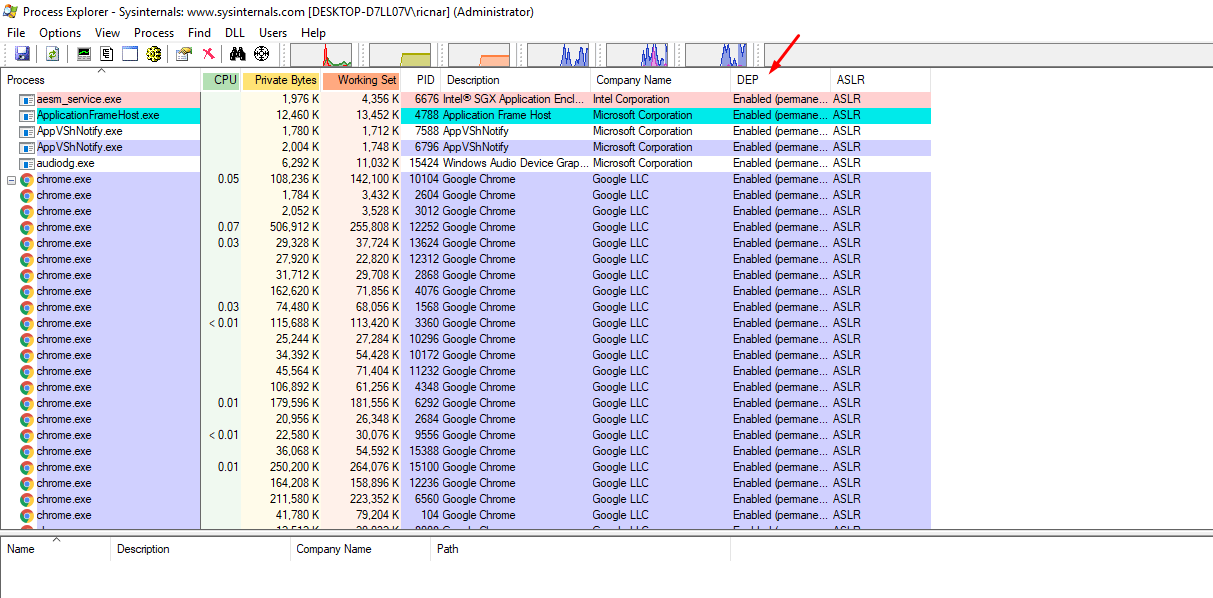 Process Explorer - Sysinternals: www.sysinternals.com [DESKTOP-D7LL07V\ricnar] (Administrator)
File Options View Process Find DLL Users Help
Process CPU Private Bytes Working Set PID Description Company Name DEP ASLR
aesm_service.exe 1,976 K 4,356 K 6676 Intel® SGX Application Encl... Intel Corporation Enabled (permane... ASLR
ApplicationFrameHost.exe 12,460 K 13,452 K 4788 Application Frame Host Microsoft Corporation Enabled (permane... ASLR
AppVShNotify.exe 1,780 K 1,712 K 7588 AppVShNotify Microsoft Corporation Enabled (permane... ASLR
AppVShNotify.exe 2,004 K 1,748 K 6796 AppVShNotify Microsoft Corporation Enabled (permane... ASLR
audiodg.exe 6,292 K 11,032 K 15424 Windows Audio Device Grap... Microsoft Corporation Enabled (permane... ASLR
chrome.exe 0.05 108,236 K 142,100 K 10104 Google Chrome Google LLC Enabled (permane... ASLR
chrome.exe 1,784 K 3,432 K 2604 Google Chrome Google LLC Enabled (permane... ASLR
chrome.exe 2,052 K 3,528 K 3012 Google Chrome Google LLC Enabled (permane... ASLR
chrome.exe 0.07 506,912 K 255,808 K 12252 Google Chrome Google LLC Enabled (permane... ASLR
chrome.exe 0.03 29,328 K 37,724 K 13624 Google Chrome Google LLC Enabled (permane... ASLR
chrome.exe 27,920 K 22,820 K 12312 Google Chrome Google LLC Enabled (permane... ASLR
chrome.exe 31,712 K 29,708 K 2868 Google Chrome Google LLC Enabled (permane... ASLR
chrome.exe 162,620 K 71,856 K 4076 Google Chrome Google LLC Enabled (permane... ASLR
chrome.exe 0.03 74,480 K 68,056 K 1568 Google Chrome Google LLC Enabled (permane... ASLR
chrome.exe < 0.01 115,688 K 113,420 K 3360 Google Chrome Google LLC Enabled (permane... ASLR
chrome.exe 25,244 K 27,284 K 10296 Google Chrome Google LLC Enabled (permane... ASLR
chrome.exe 34,392 K 54,428 K 10172 Google Chrome Google LLC Enabled (permane... ASLR
chrome.exe 45,564 K 71,404 K 11232 Google Chrome Google LLC Enabled (permane... ASLR
chrome.exe 106,892 K 61,256 K 4348 Google Chrome Google LLC Enabled (permane... ASLR
chrome.exe 0.01 179,596 K 181,556 K 6292 Google Chrome Google LLC Enabled (permane... ASLR
chrome.exe 20,956 K 26,348 K 2684 Google Chrome Google LLC Enabled (permane... ASLR
chrome.exe < 0.01 22,580 K 30,076 K 9556 Google Chrome Google LLC Enabled (permane... ASLR
chrome.exe 36,068 K 54,592 K 15388 Google Chrome Google LLC Enabled (permane... ASLR
chrome.exe 0.01 250,200 K 264,076 K 15100 Google Chrome Google LLC Enabled (permane... ASLR
chrome.exe 164,208 K 158,896 K 12236 Google Chrome Google LLC Enabled (permane... ASLR
chrome.exe 211,580 K 223,352 K 6560 Google Chrome Google LLC Enabled (permane... ASLR
chrome.exe 41,780 K 79,204 K 104 Google Chrome Google LLC Enabled (permane... ASLR
Name Description Company Name Path